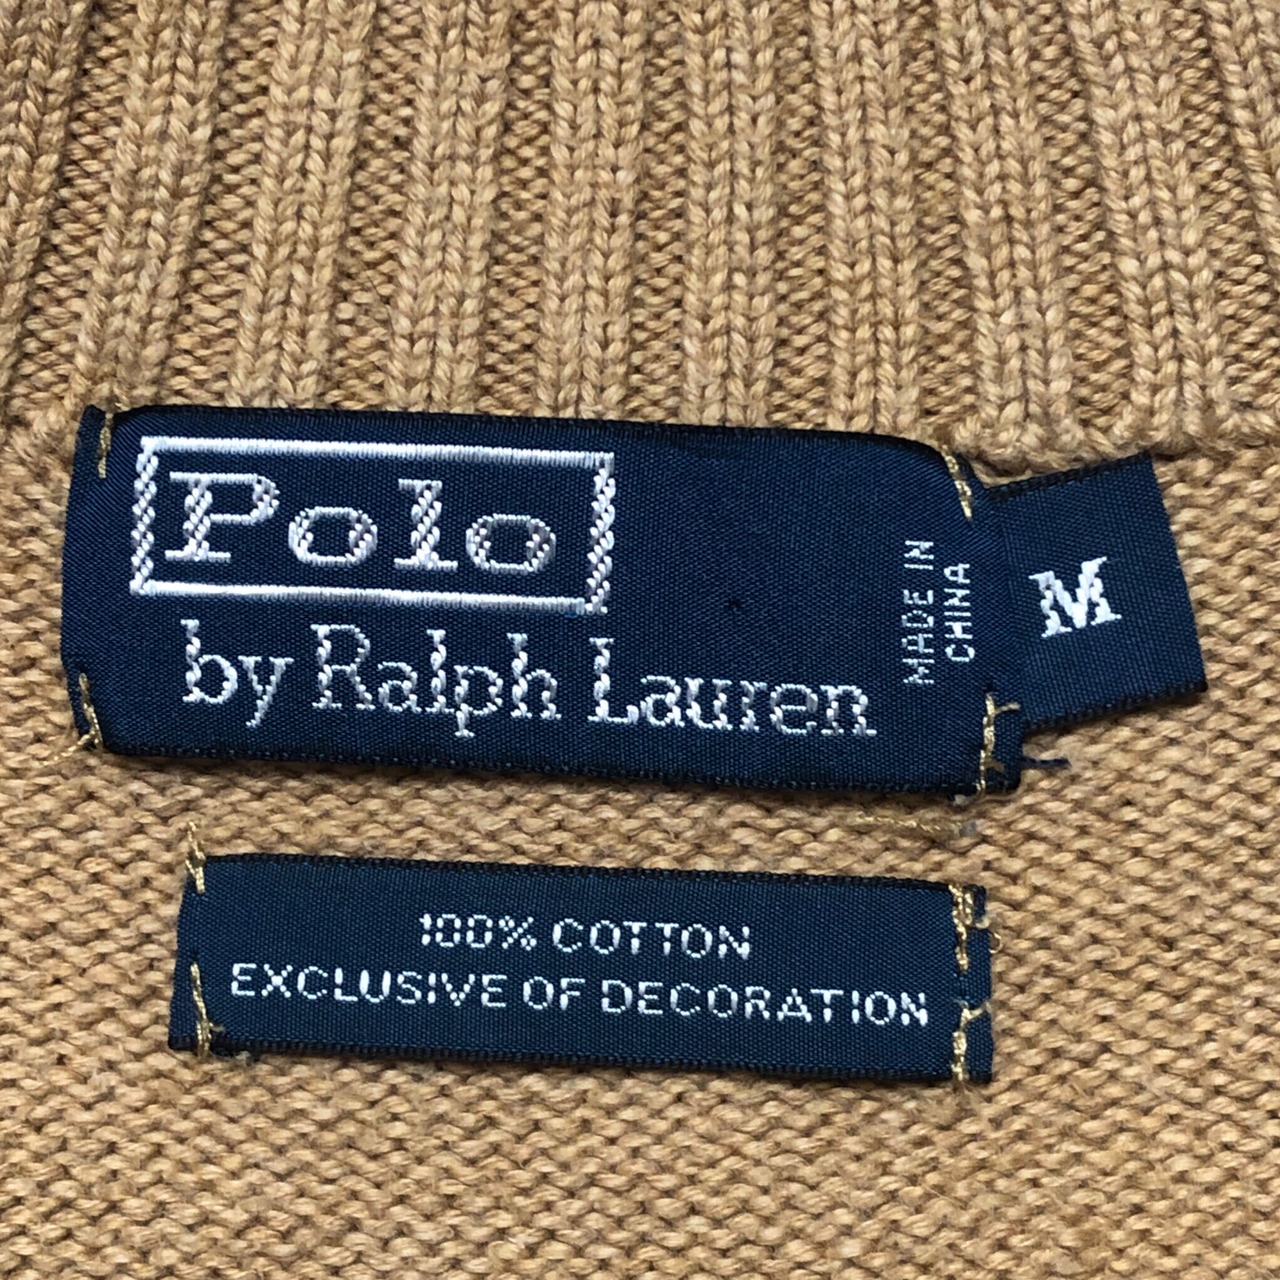 Polo
by Ralph Lauren
MADE IN
CHINA
M
100% COTTON
EXCLUSIVE OF DECORATION